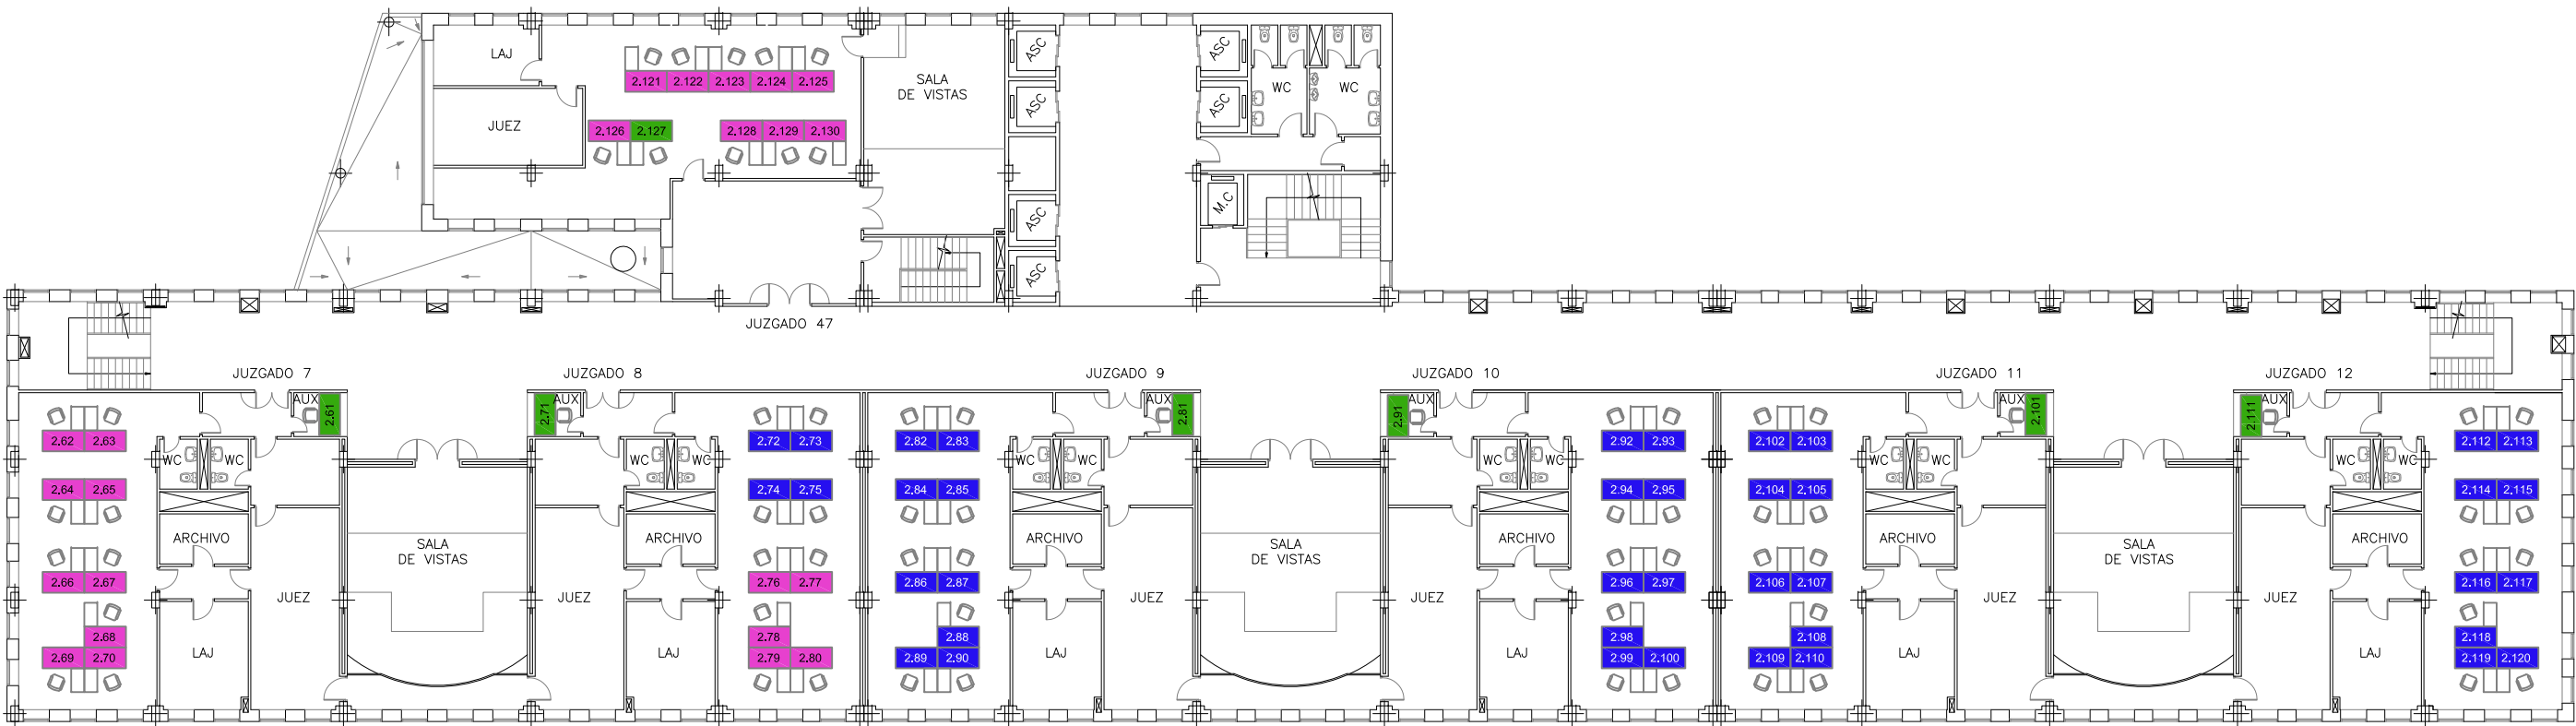 LAJ
JUEZ
2.121 2.122 2.123 2.124 2.125
2.126 2.127
2.128 2.129 2.130
SALA
DE VISTAS
ASC
ASC
ASC
ASC
ASC
ASC
WC
WC
M.C
JUZGADO 47
JUZGADO 7
AUX
2.61
2.62 2.63
2.64 2.65
2.66 2.67
2.68
2.69 2.70
WC
WC
ARCHIVO
LAJ
JUEZ
SALA
DE VISTAS
JUZGADO 8
2.71
AUX
JUEZ
WC
WC
ARCHIVO
LAJ
2.72 2.73
2.74 2.75
2.76 2.77
2.78
2.79 2.80
JUZGADO 9
AUX
2.81
2.82 2.83
2.84 2.85
2.86 2.87
2.88
2.89 2.90
WC
WC
ARCHIVO
LAJ
JUEZ
SALA
DE VISTAS
JUZGADO 10
2.91
AUX
JUEZ
WC
WC
ARCHIVO
LAJ
2.92 2.93
2.94 2.95
2.96 2.97
2.98
2.99 2.100
JUZGADO 11
AUX
2.101
2.102 2.103
2.104 2.105
2.106 2.107
2.108
2.109 2.110
WC
WC
ARCHIVO
LAJ
JUEZ
SALA
DE VISTAS
JUZGADO 12
2.111
AUX
JUEZ
WC
WC
ARCHIVO
LAJ
2.112 2.113
2.114 2.115
2.116 2.117
2.118
2.119 2.120